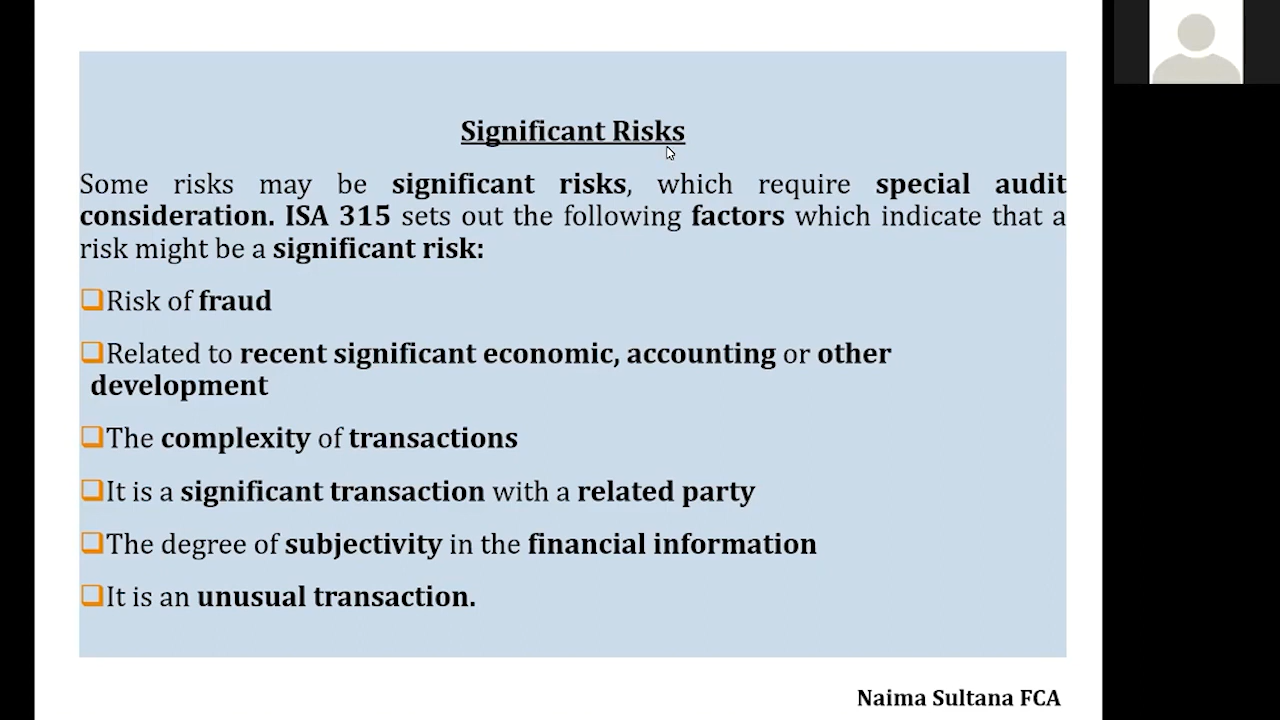 Significant Risks
Some risks may be significant risks, which require special audit
consideration. ISA 315 sets out the following factors which indicate that a
risk might be a significant risk:
❑Risk of fraud
❑Related to recent significant economic, accounting or other
development
❑The complexity of transactions
❑It is a significant transaction with a related party
❑The degree of subjectivity in the financial information
❑It is an unusual transaction.
Naima Sultana FCA